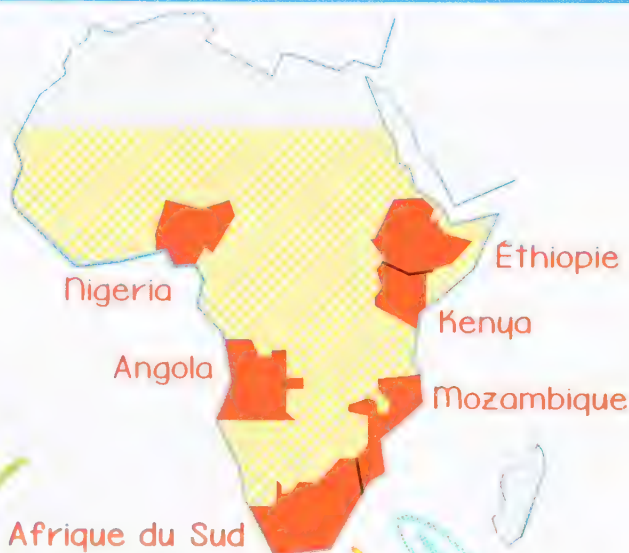 Éthiopie
Nigeria
Kenya
Angola
Mozambique
Afrique du Sud